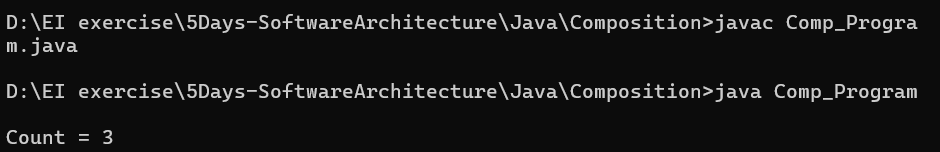 D:\EI exercise\5Days-SoftwareArchitecture\Java\Composition>javac Comp_Progra
m.java
D:\EI exercise\5Days-SoftwareArchitecture\Java\Composition>java Comp_Program
Count = 3